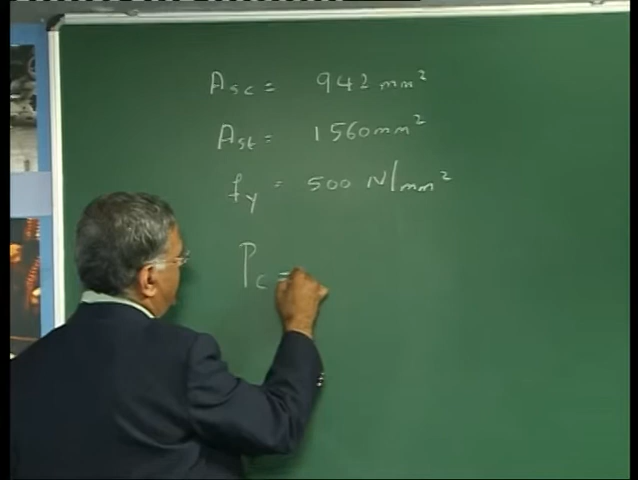 Asc = 942 mm²
Ast = 1560 mm²
fy = 500 N/mm²
Pc =